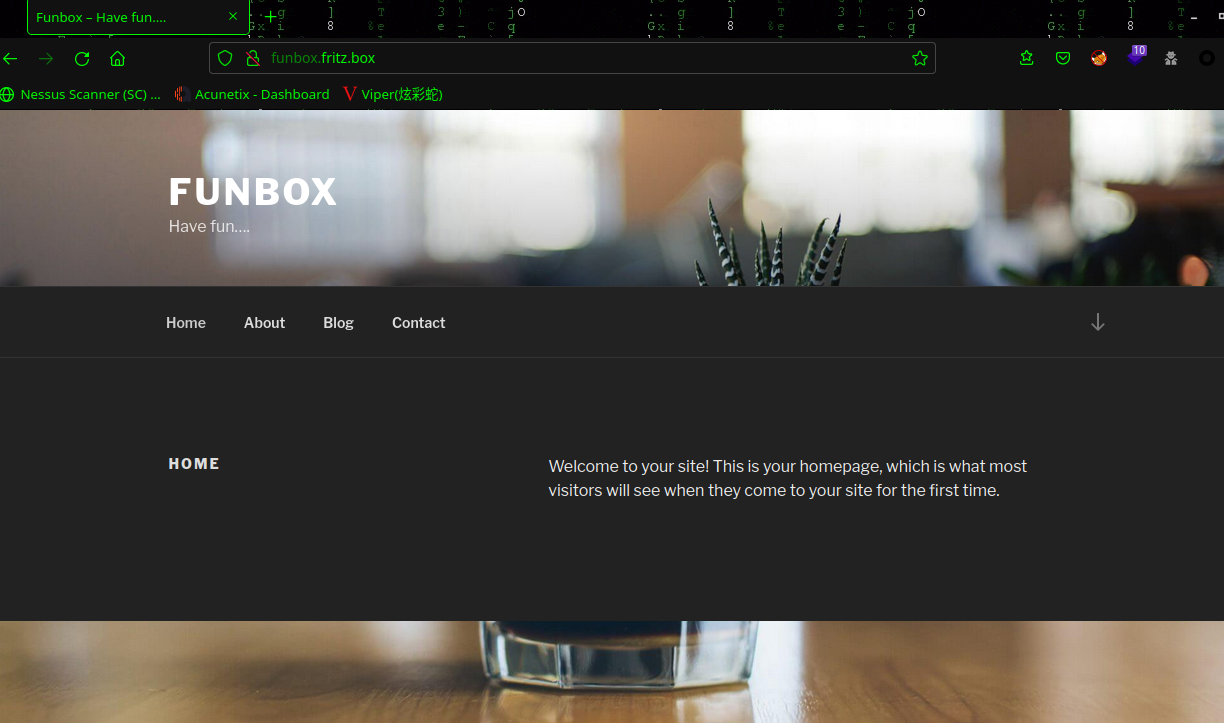 Funbox – Have fun....
funbox.fritz.box
10
Nessus Scanner (SC) ...
Acunetix - Dashboard
Viper(炫彩蛇)
FUNBOX
Have fun....
Home
About
Blog
Contact
HOME
Welcome to your site! This is your homepage, which is what most
visitors will see when they come to your site for the first time.